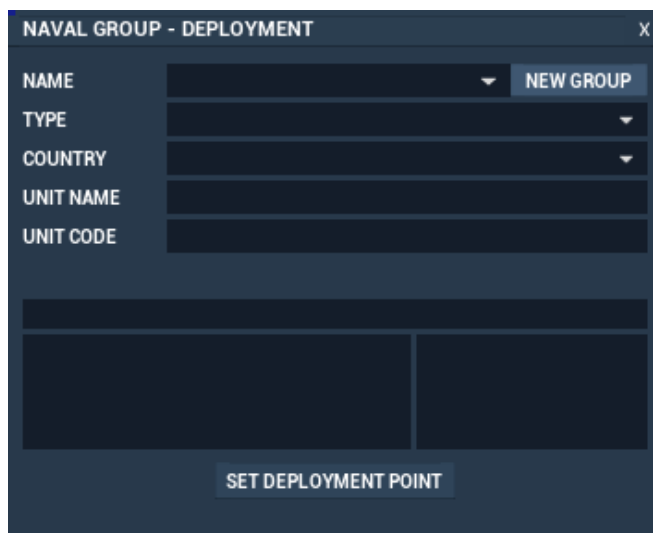 NAVAL GROUP - DEPLOYMENT X
NAME NEW GROUP
TYPE
COUNTRY
UNIT NAME
UNIT CODE
SET DEPLOYMENT POINT